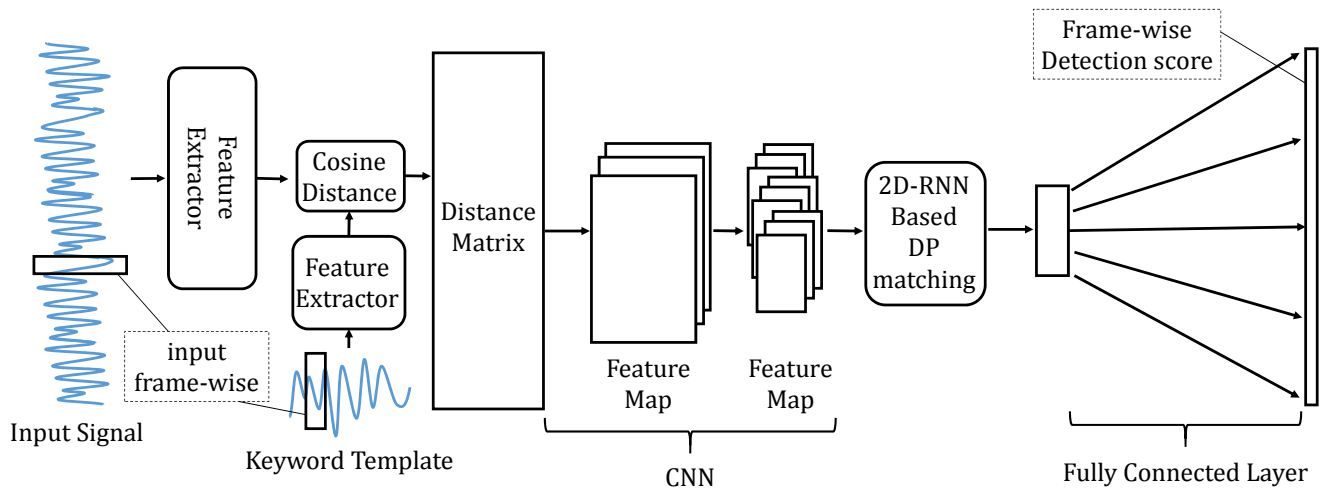 Input Signal
input
frame-wise
Feature
Extractor
Keyword Template
Feature
Extractor
Cosine
Distance
Distance
Matrix
Feature
Map
Feature
Map
CNN
2D-RNN
Based
DP
matching
Frame-wise
Detection score
Fully Connected Layer